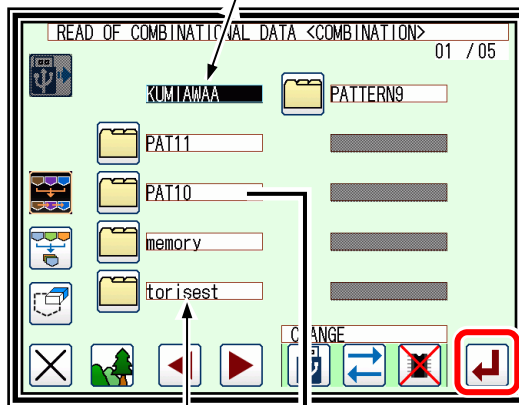 READ OF COMBINATIONAL DATA <COMBINATION>
01 / 05
KUMIAWAA
PATTERN9
PAT11
PAT10
memory
torisest
CHANGE